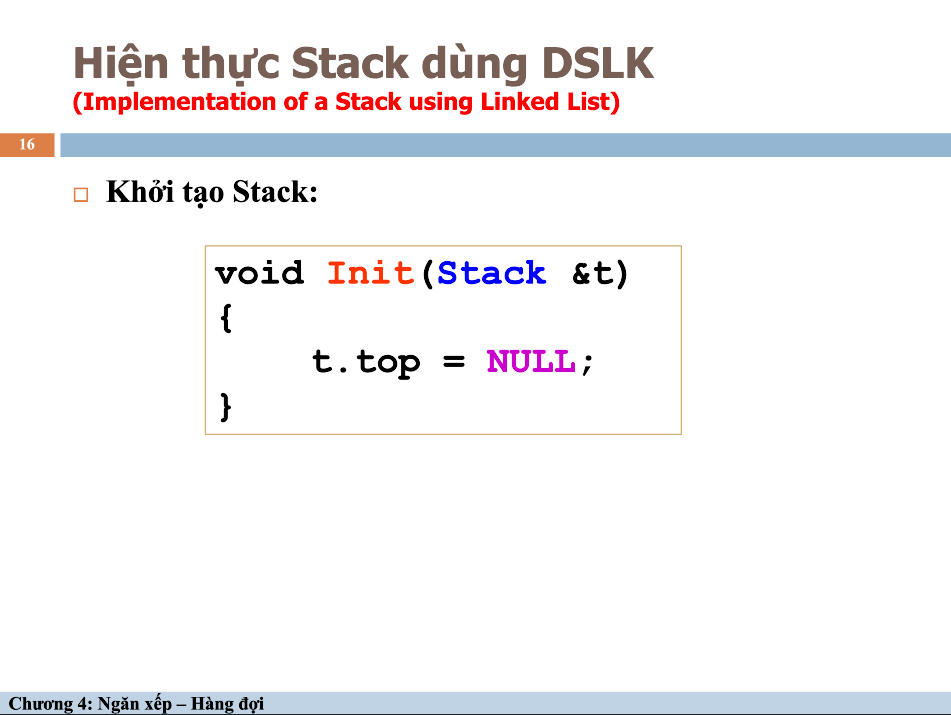 Hiện thực Stack dùng DSLK
(Implementation of a Stack using Linked List)
16
Khởi tạo Stack:
void Init(Stack &t)
{
t.top = NULL;
}
Chương 4: Ngăn xếp – Hàng đợi